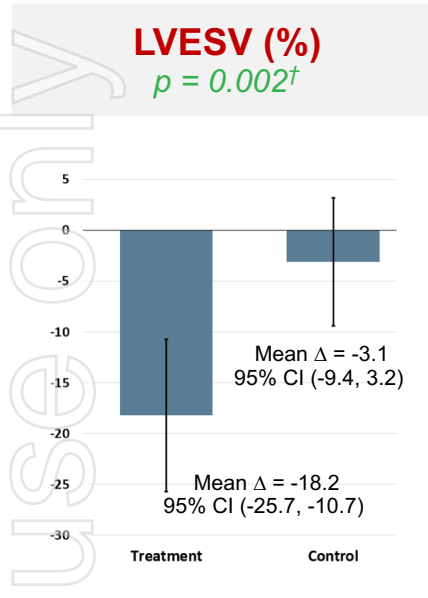 LVESV (%)
p = 0.002†
5
0
-5
-10
Mean Δ = -3.1
95% CI (-9.4, 3.2)
-15
-20
Mean Δ = -18.2
-25
95% CI (-25.7, -10.7)
-30
Treatment
Control
use only